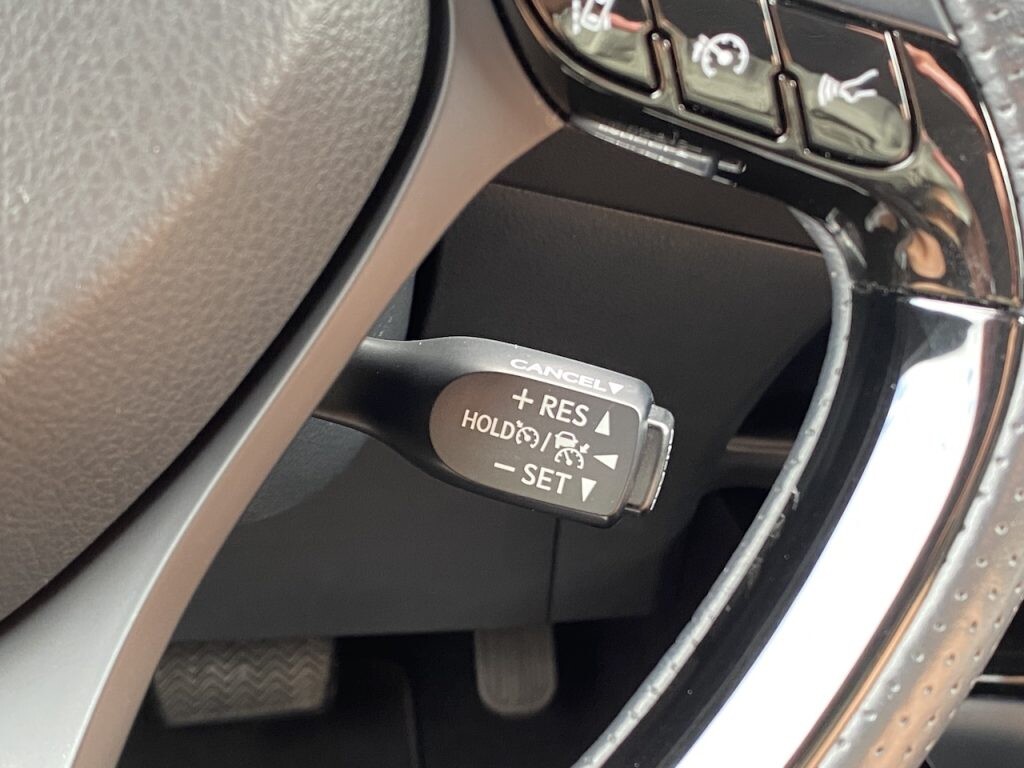 CANCEL▼
+ RES ▲
HOLD / ◀
− SET ▼